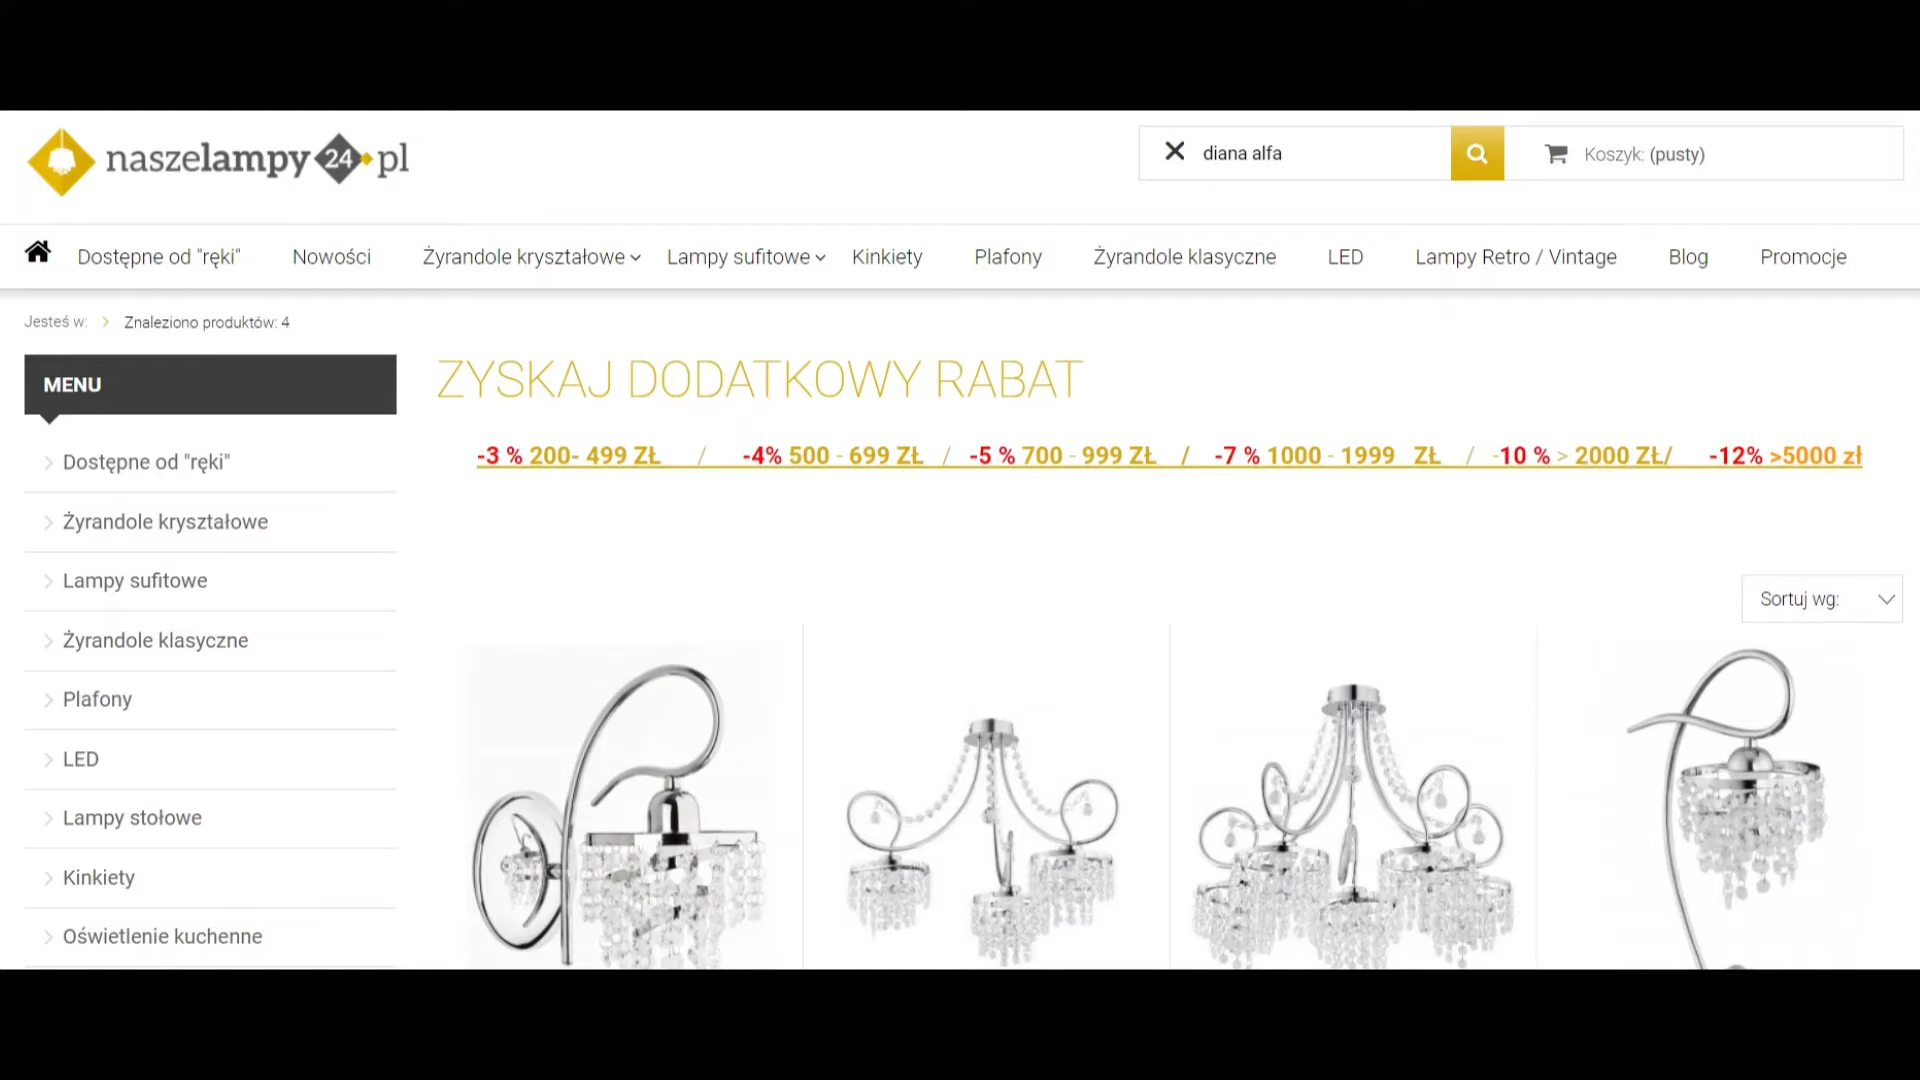 naszelampy24.pl
diana alfa
Koszyk: (pusty)
Dostępne od "ręki" Nowości Żyrandole kryształowe Lampy sufitowe Kinkiety Plafony Żyrandole klasyczne LED Lampy Retro / Vintage Blog Promocje
Jesteś w: Znaleziono produktów: 4
MENU
Dostępne od "ręki"
Żyrandole kryształowe
Lampy sufitowe
Żyrandole klasyczne
Plafony
LED
Lampy stołowe
Kinkiety
Oświetlenie kuchenne
ZYSKAJ DODATKOWY RABAT
-3 % 200- 499 ZŁ / -4% 500 - 699 ZŁ / -5 % 700 - 999 ZŁ / -7 % 1000 - 1999 ZŁ / -10 % > 2000 ZŁ/ -12% >5000 zł
Sortuj wg: